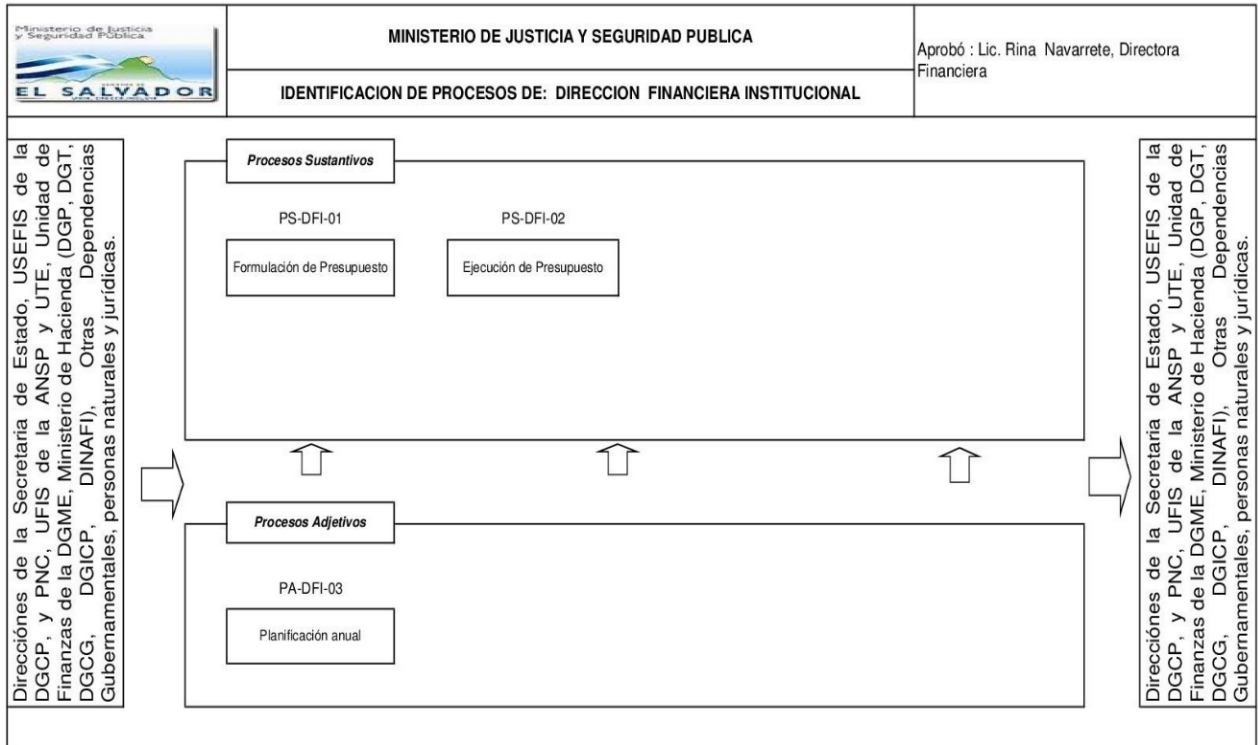 Ministerio de Justicia
y Seguridad Pública
EL SALVADOR
MINISTERIO DE JUSTICIA Y SEGURIDAD PUBLICA
IDENTIFICACION DE PROCESOS DE: DIRECCION FINANCIERA INSTITUCIONAL
Aprobó : Lic. Rina Navarrete, Directora
Financiera
Direcciónes de la Secretaria de Estado, USEFIS de la
DGCP, y PNC, UFIS de la ANSP y UTE, Unidad de
Finanzas de la DGME, Ministerio de Hacienda (DGP, DGT,
DGCG, DGICP, DINAFI), Otras Dependencias
Gubernamentales, personas naturales y jurídicas.
Procesos Sustantivos
PS-DFI-01
Formulación de Presupuesto
PS-DFI-02
Ejecución de Presupuesto
Procesos Adjetivos
PA-DFI-03
Planificación anual
Direcciónes de la Secretaria de Estado, USEFIS de la
DGCP, y PNC, UFIS de la ANSP y UTE, Unidad de
Finanzas de la DGME, Ministerio de Hacienda (DGP, DGT,
DGCG, DGICP, DINAFI), Otras Dependencias
Gubernamentales, personas naturales y jurídicas.